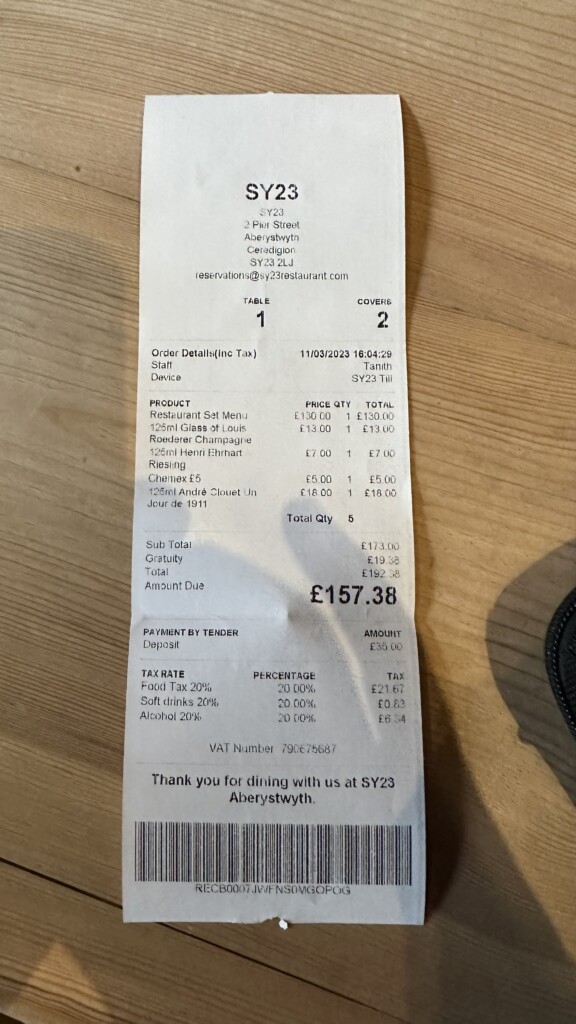 SY23
SY23
2 Pier Street
Aberystwyth
Ceredigion
SY23 2LJ
reservations@sy23restaurant.com
TABLE COVERS
1 2
Order Details(Inc Tax) 11/03/2023 16:04:29
Staff Tanith
Device SY23 Till
PRODUCT PRICE QTY TOTAL
Restaurant Set Menu £130.00 1 £130.00
125ml Glass of Louis £13.00 1 £13.00
Roederer Champagne
125ml Henri Ehrhart £7.00 1 £7.00
Riesling
Chemex £5 £5.00 1 £5.00
125ml André Clouet Un £18.00 1 £18.00
Jour de 1911
Total Qty 5
Sub Total £173.00
Gratuity £19.38
Total £192.38
Amount Due £157.38
PAYMENT BY TENDER AMOUNT
Deposit £35.00
TAX RATE PERCENTAGE TAX
Food Tax 20% 20.00% £21.67
Soft drinks 20% 20.00% £0.83
Alcohol 20% 20.00% £6.34
VAT Number 790675687
Thank you for dining with us at SY23
Aberystwyth.